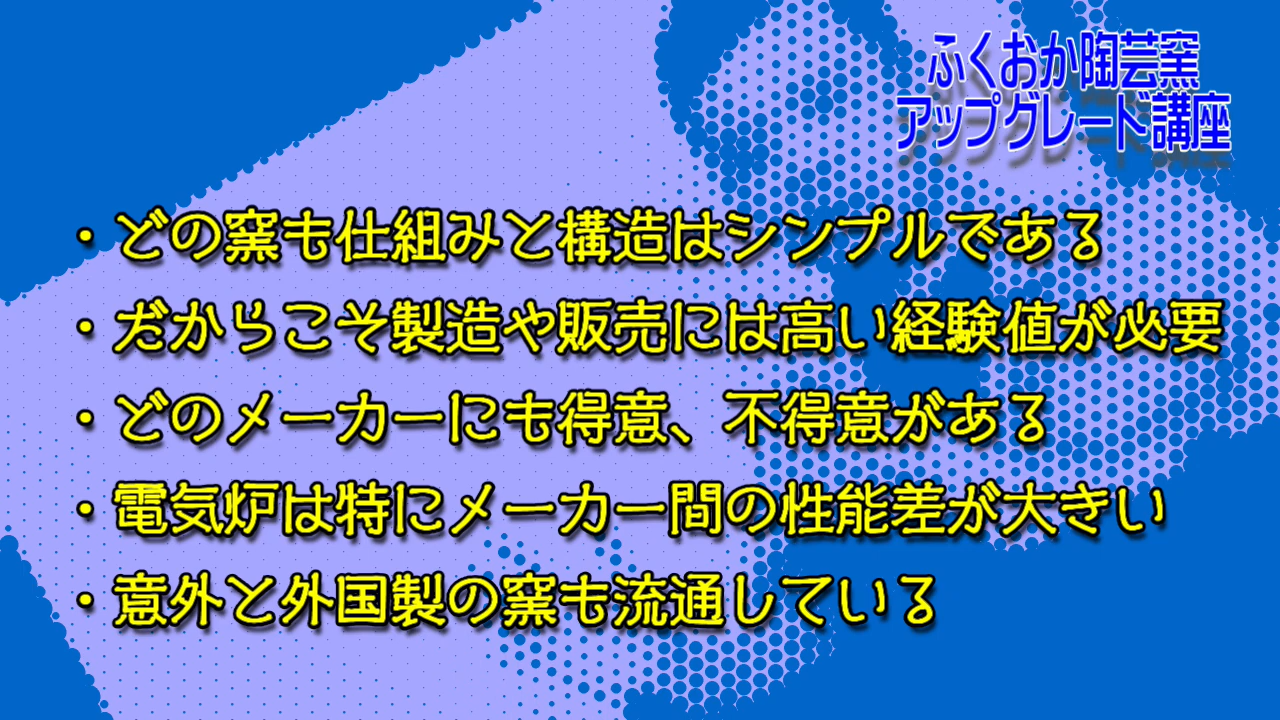 ふくおか陶芸窯
アップグレード講座
・どの窯も仕組みと構造はシンプルである
・だからこそ製造や販売には高い経験値が必要
・どのメーカーにも得意、不得意がある
・電気炉は特にメーカー間の性能差が大きい
・意外と外国製の窯も流通している